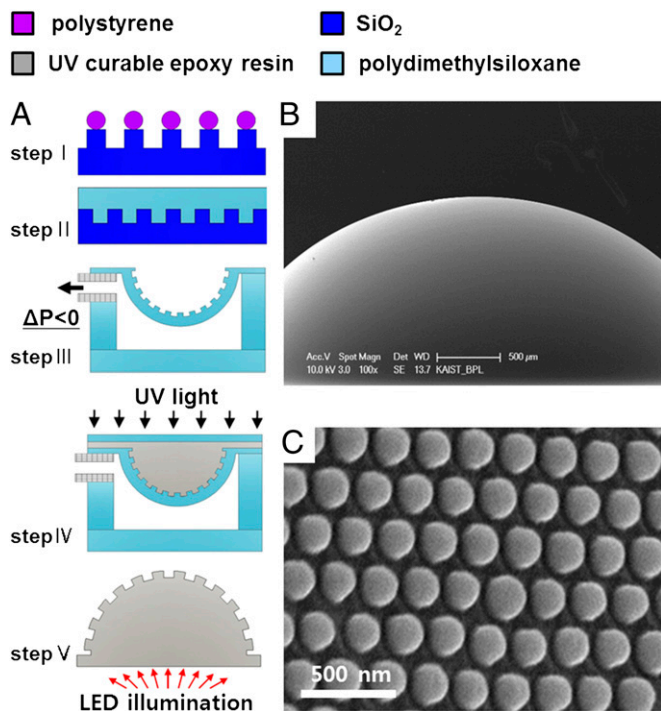 polystyrene
SiO₂
UV curable epoxy resin
polydimethylsiloxane
A
step Ⅰ
step Ⅱ
ΔP<0
step Ⅲ
UV light
step Ⅳ
step Ⅴ
LED illumination
B
Acc.V Spot Magn Det WD 500 μm
10.0 kV 3.0 100x SE 13.7 KAIST_BPL
C
500 nm